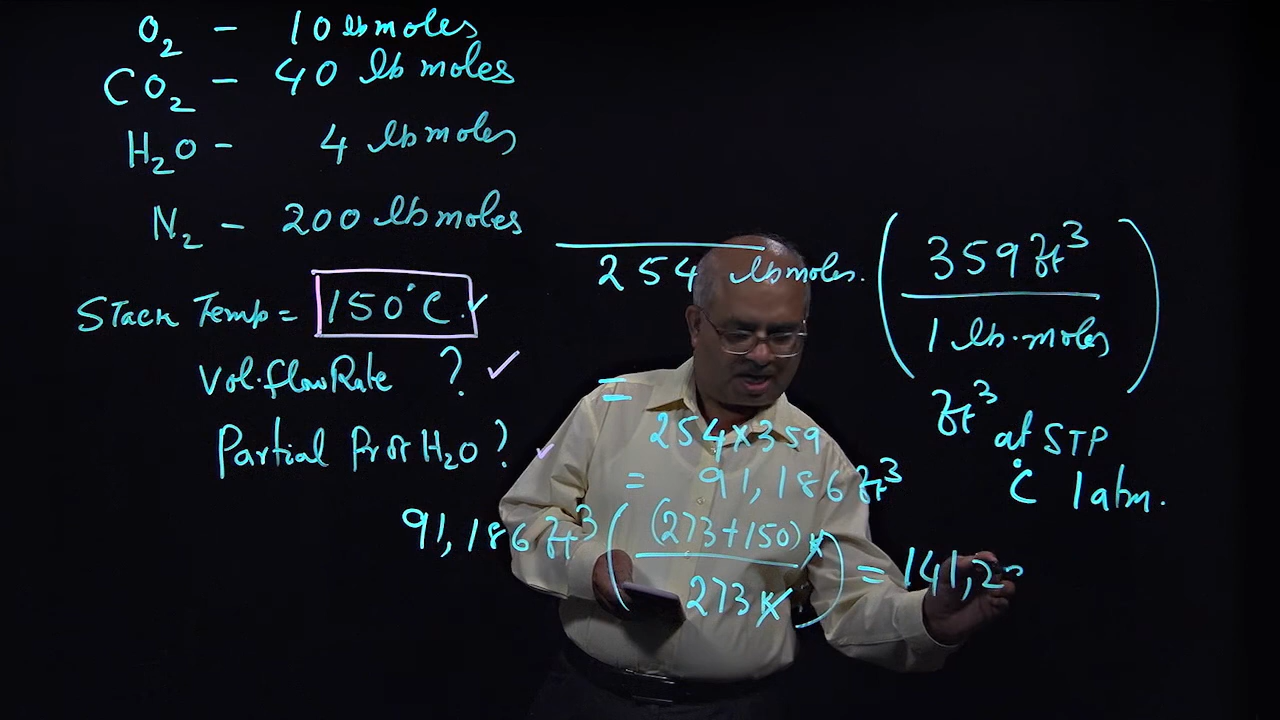 O₂ - 10 lb moles
CO₂ - 40 lb moles
H₂O - 4 lb moles
N₂ - 200 lb moles
254 lb moles. (359 ft³ / 1 lb.moles)
Stack Temp = 150°C
Vol.flow Rate ? ✓
Partial Pr of H₂O ? ✓
ft³ at STP
°C 1 atm.
= 254 x 359
= 91,186 ft³
91,186 ft³ ((273+150)K / 273K) = 141,2